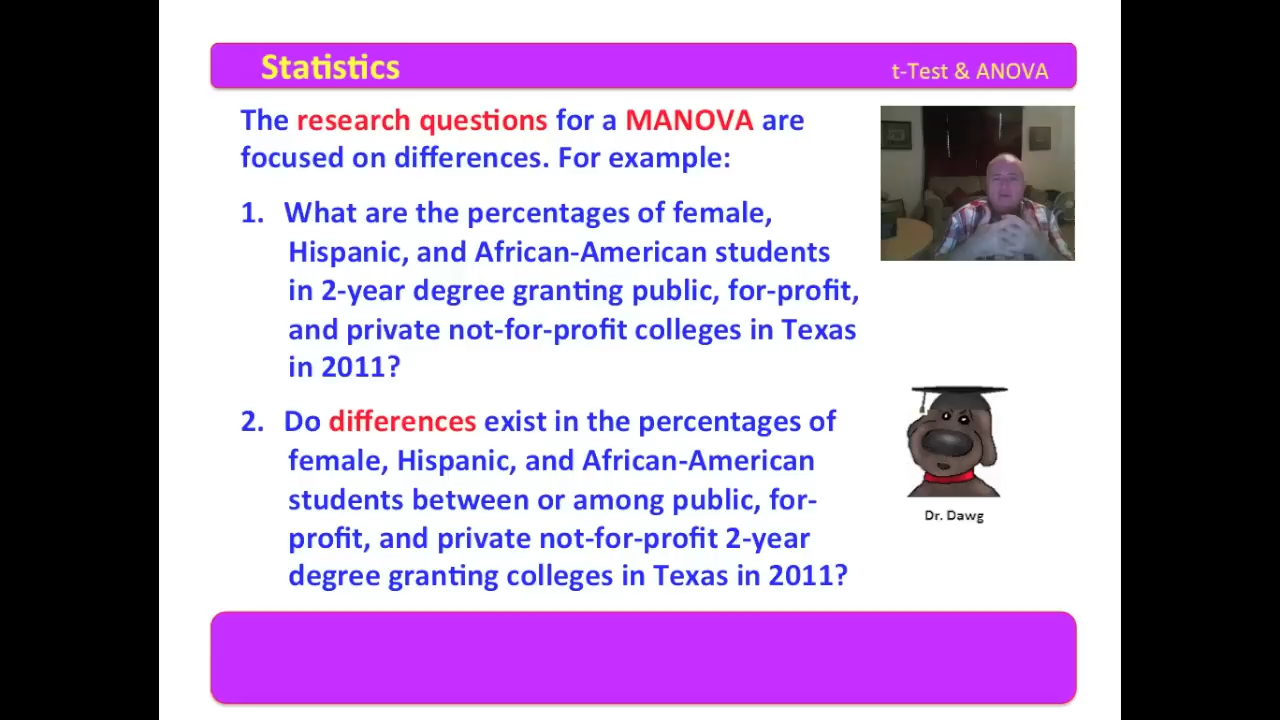 Statistics
t-Test & ANOVA
The research questions for a MANOVA are
focused on differences. For example:
1. What are the percentages of female,
Hispanic, and African-American students
in 2-year degree granting public, for-profit,
and private not-for-profit colleges in Texas
in 2011?
2. Do differences exist in the percentages of
female, Hispanic, and African-American
students between or among public, for-
profit, and private not-for-profit 2-year
degree granting colleges in Texas in 2011?
Dr. Dawg